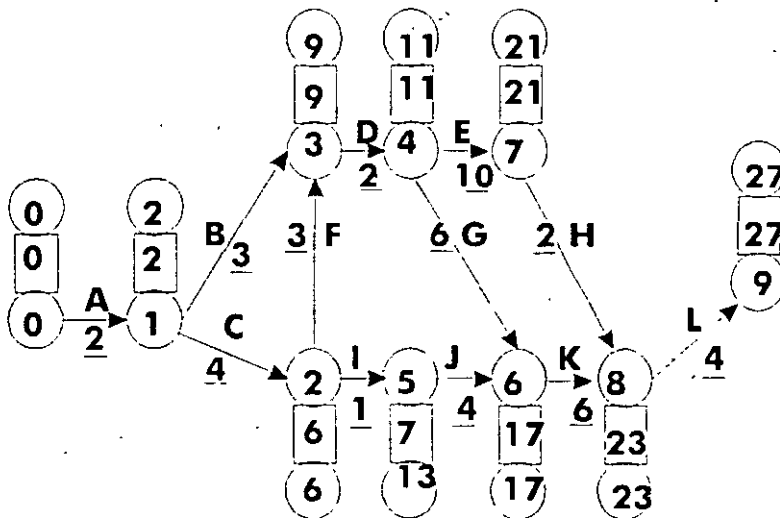 9 11 21
9 11 21
3 D 4 E 7
2 10
27
0 2
0 2 B 3 F 6 G 2 H 27
3
9
0 A 1
2 C L
4 I J K 4
2 5 6 8
1 4 6
6 7 17 23
6 13 17 23